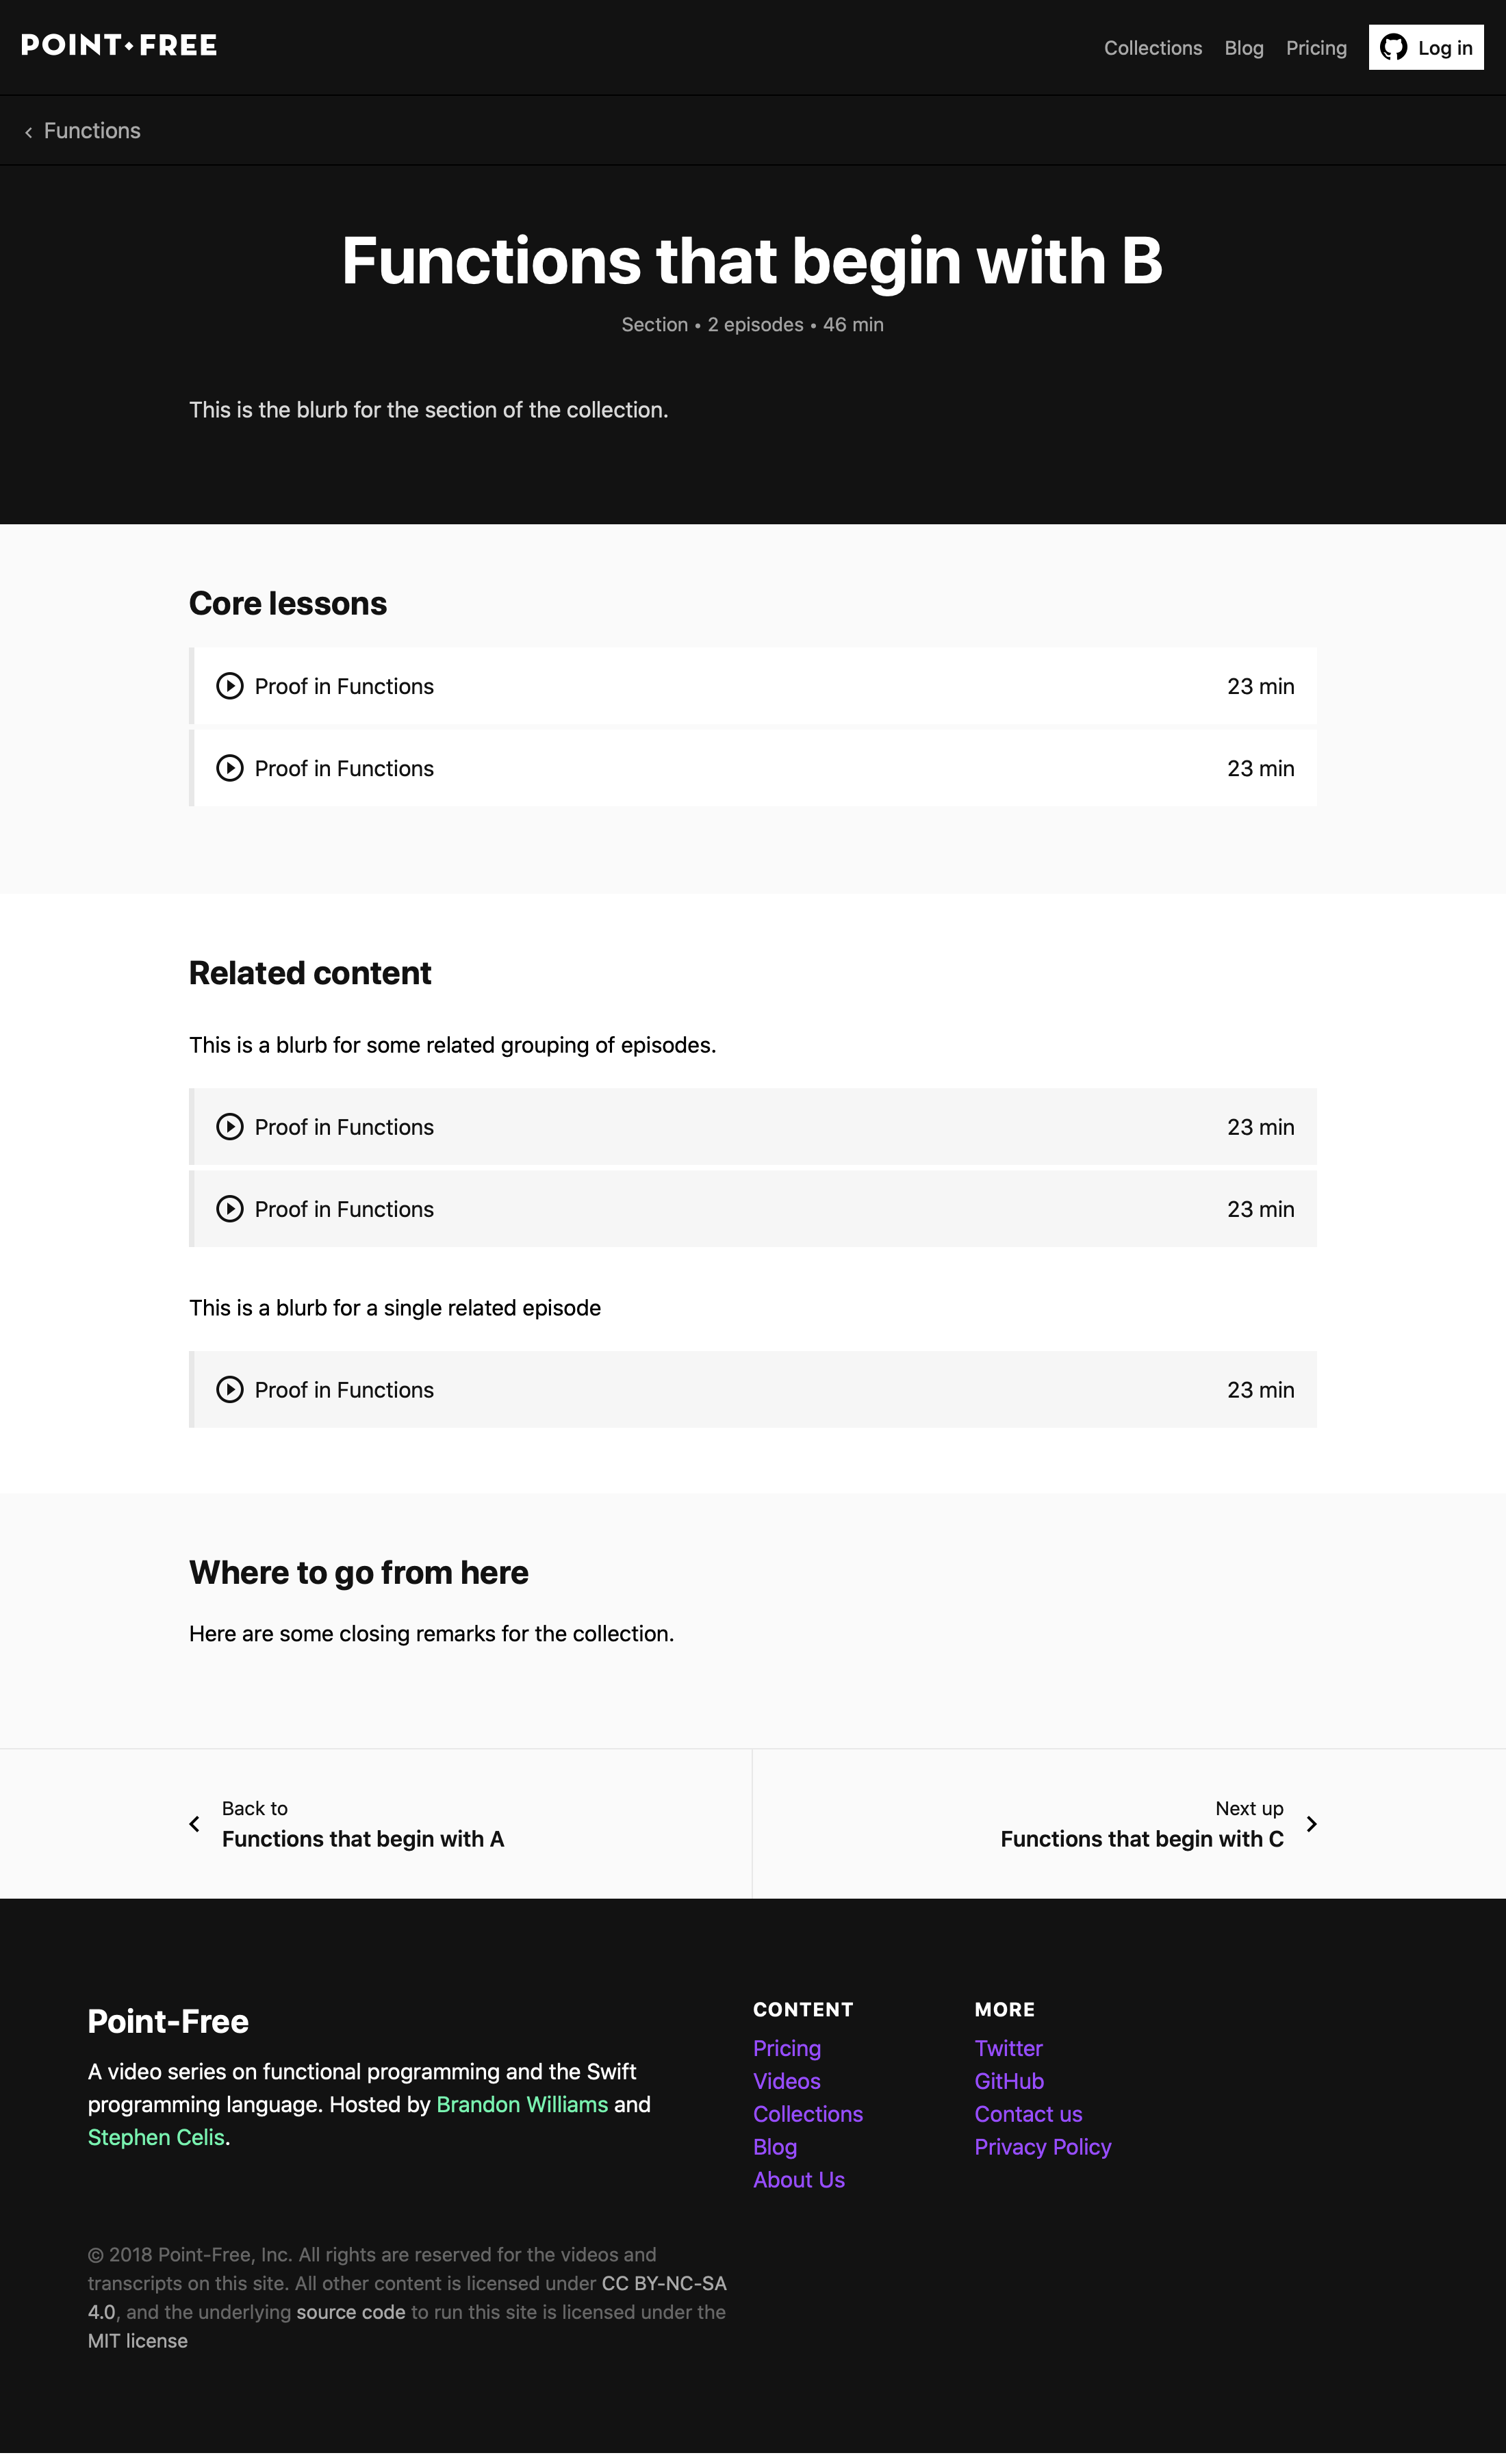 POINT•FREE
Collections Blog Pricing Log in
‹ Functions
Functions that begin with B
Section • 2 episodes • 46 min
This is the blurb for the section of the collection.
Core lessons
Proof in Functions 23 min
Proof in Functions 23 min
Related content
This is a blurb for some related grouping of episodes.
Proof in Functions 23 min
Proof in Functions 23 min
This is a blurb for a single related episode
Proof in Functions 23 min
Where to go from here
Here are some closing remarks for the collection.
Back to
Functions that begin with A
Next up
Functions that begin with C
Point-Free
A video series on functional programming and the Swift
programming language. Hosted by Brandon Williams and
Stephen Celis.
CONTENT
Pricing
Videos
Collections
Blog
About Us
MORE
Twitter
GitHub
Contact us
Privacy Policy
© 2018 Point-Free, Inc. All rights are reserved for the videos and
transcripts on this site. All other content is licensed under CC BY-NC-SA
4.0, and the underlying source code to run this site is licensed under the
MIT license